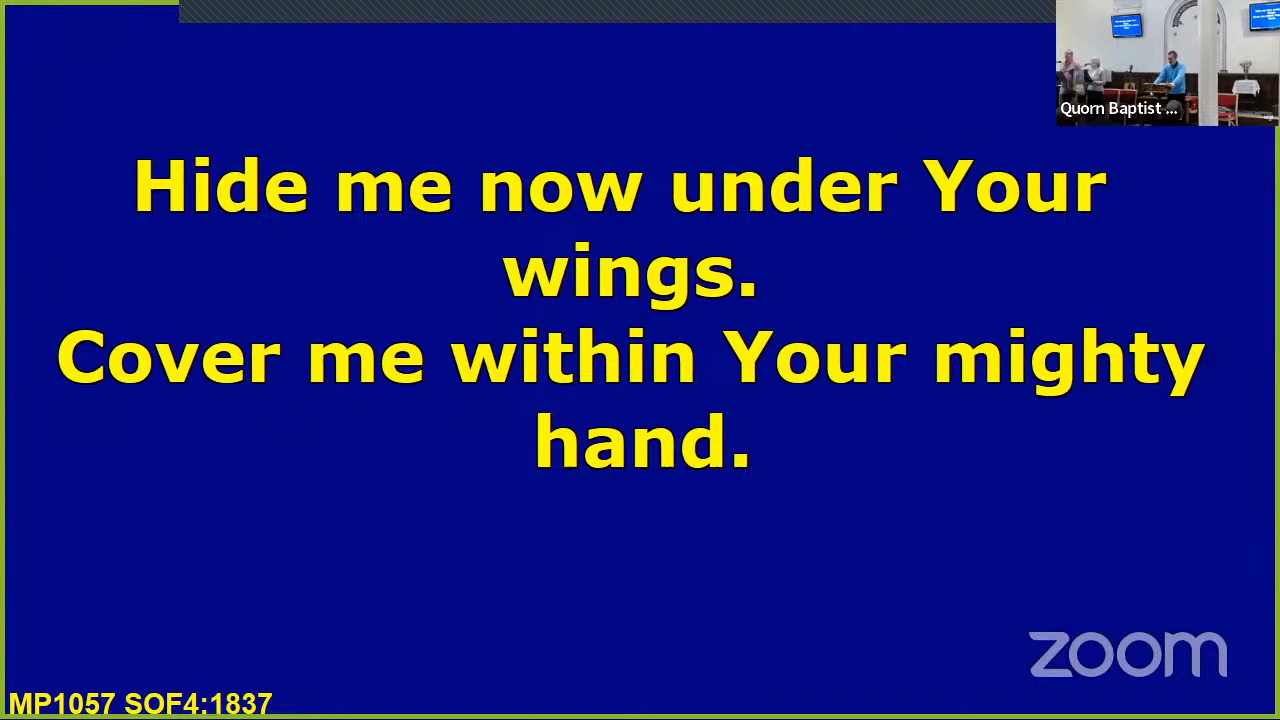 Quorn Baptist ...
Hide me now under Your
wings.
Cover me within Your mighty
hand.
zoom
MP1057 SOF4:1837